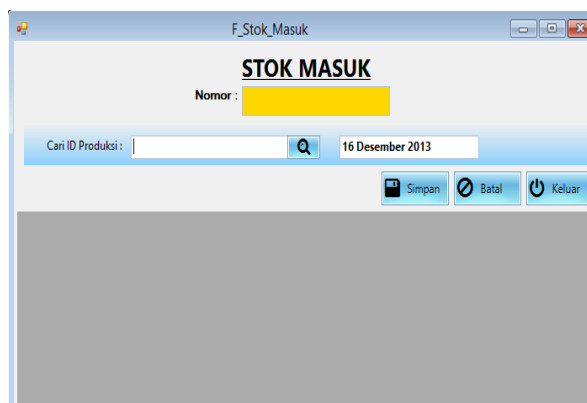 F_Stok_Masuk
STOK MASUK
Nomor :
Cari ID Produksi : 16 Desember 2013
Simpan Batal Keluar